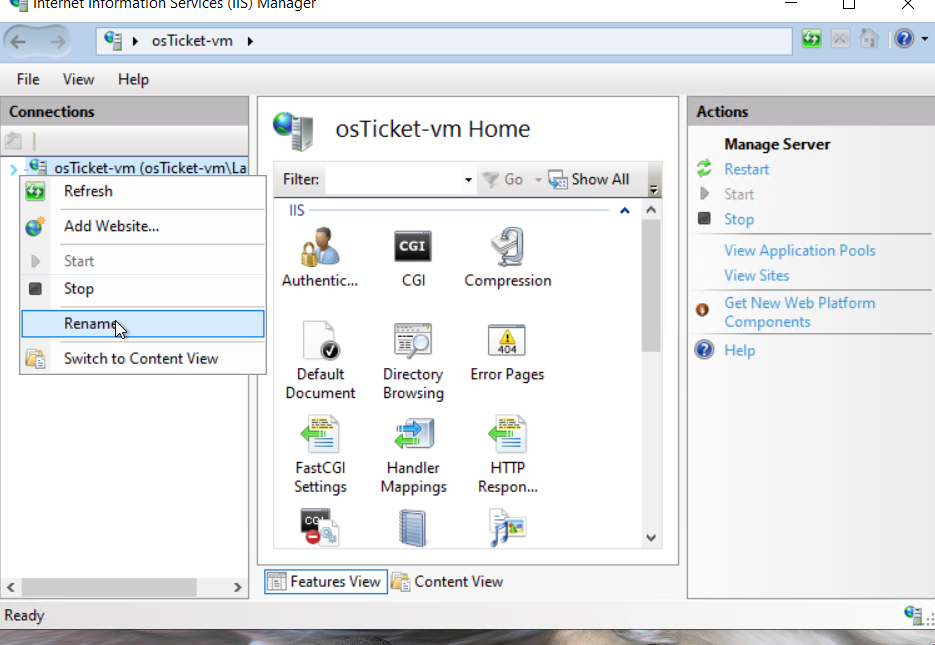 Internet Information Services (IIS) Manager
osTicket-vm
File View Help
Connections
osTicket-vm (osTicket-vm\La
Refresh
Add Website...
Start
Stop
Rename
Switch to Content View
osTicket-vm Home
Filter: Go Show All
IIS
Authentic... CGI Compression
CGI
404
Default
Document
Directory
Browsing
Error Pages
FastCGI
Settings
Handler
Mappings
HTTP
Respon...
Features View Content View
Actions
Manage Server
Restart
Start
Stop
View Application Pools
View Sites
Get New Web Platform
Components
Help
Ready